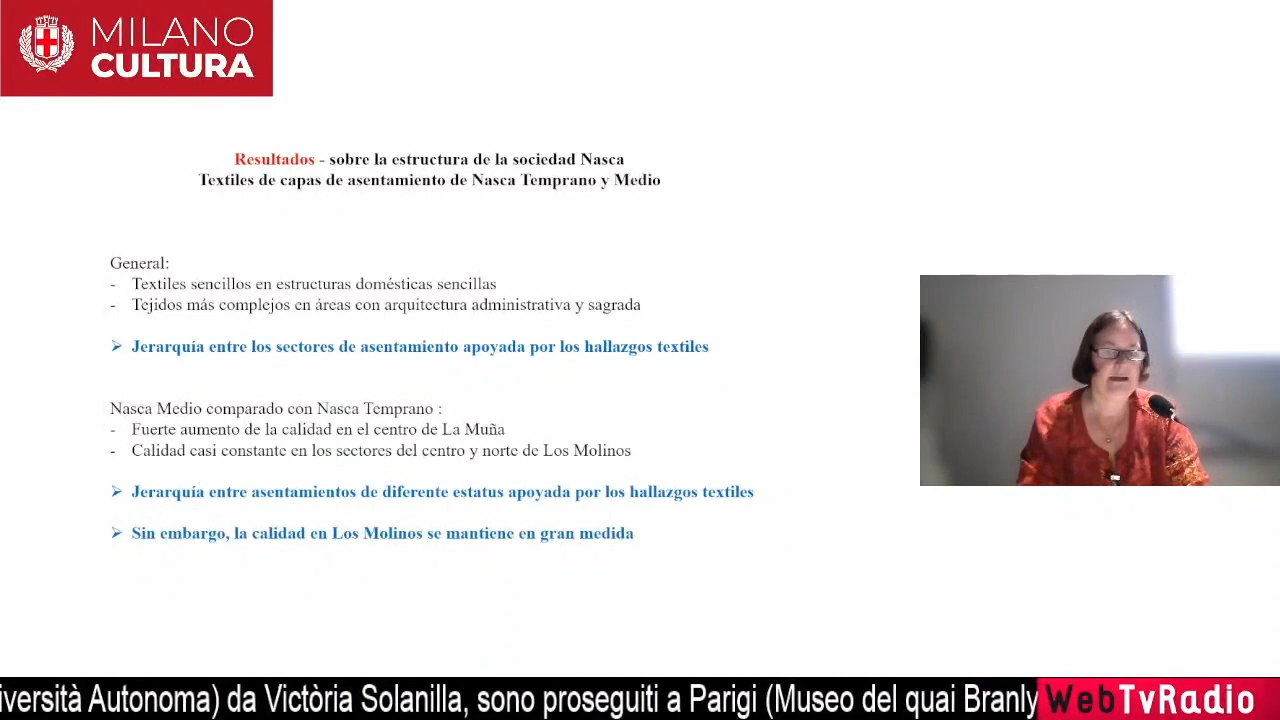 MILANO
CULTURA
Resultados - sobre la estructura de la sociedad Nasca
Textiles de capas de asentamiento de Nasca Temprano y Medio
General:
- Textiles sencillos en estructuras domésticas sencillas
- Tejidos más complejos en áreas con arquitectura administrativa y sagrada
➢ Jerarquía entre los sectores de asentamiento apoyada por los hallazgos textiles
Nasca Medio comparado con Nasca Temprano :
- Fuerte aumento de la calidad en el centro de La Muña
- Calidad casi constante en los sectores del centro y norte de Los Molinos
➢ Jerarquía entre asentamientos de diferente estatus apoyada por los hallazgos textiles
➢ Sin embargo, la calidad en Los Molinos se mantiene en gran medida
iversità Autonoma) da Victòria Solanilla, sono proseguiti a Parigi (Museo del quai Branly
WebTvRadio